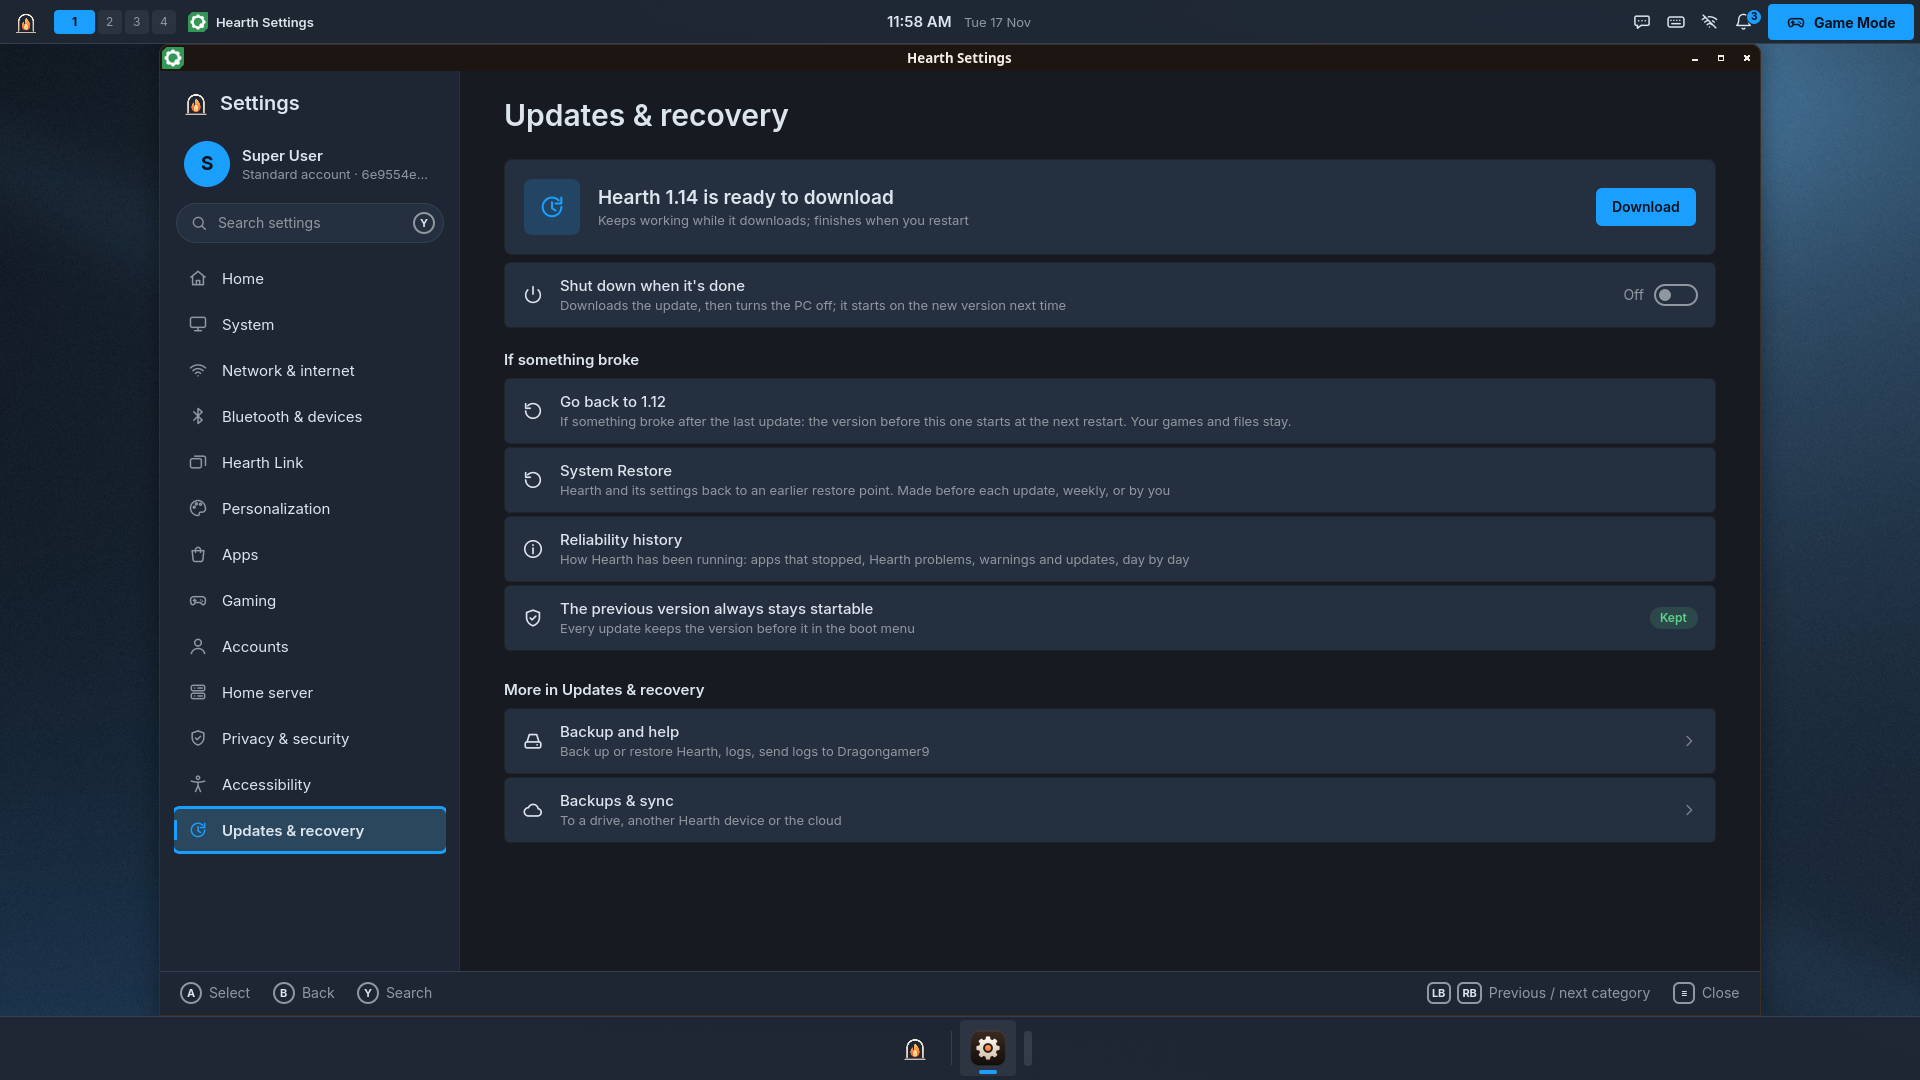 1 2 3 4 Hearth Settings
11:58 AM Tue 17 Nov
3
Game Mode
Hearth Settings
Settings
S
Super User
Standard account · 6e9554e...
Search settings
Y
Home
System
Network & internet
Bluetooth & devices
Hearth Link
Personalization
Apps
Gaming
Accounts
Home server
Privacy & security
Accessibility
Updates & recovery
Updates & recovery
Hearth 1.14 is ready to download
Keeps working while it downloads; finishes when you restart
Download
Shut down when it's done
Downloads the update, then turns the PC off; it starts on the new version next time
Off
If something broke
Go back to 1.12
If something broke after the last update: the version before this one starts at the next restart. Your games and files stay.
System Restore
Hearth and its settings back to an earlier restore point. Made before each update, weekly, or by you
Reliability history
How Hearth has been running: apps that stopped, Hearth problems, warnings and updates, day by day
The previous version always stays startable
Every update keeps the version before it in the boot menu
Kept
More in Updates & recovery
Backup and help
Back up or restore Hearth, logs, send logs to Dragongamer9
Backups & sync
To a drive, another Hearth device or the cloud
A Select B Back Y Search
LB RB Previous / next category Close